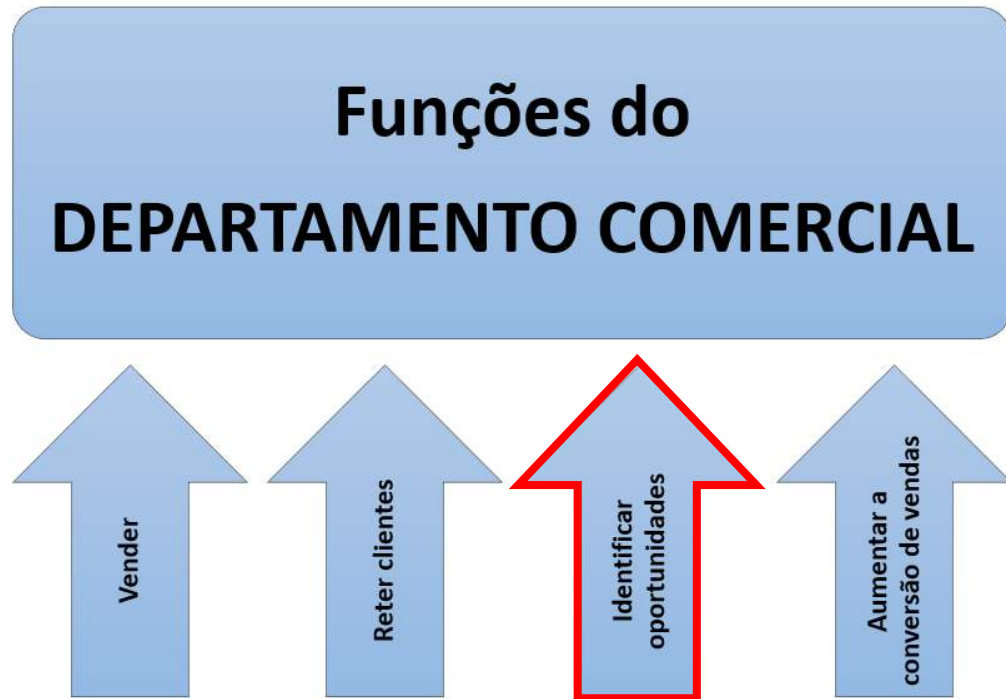 Funções do
DEPARTAMENTO COMERCIAL
Vender
Reter clientes
Identificar
oportunidades
Aumentar a
conversão de vendas